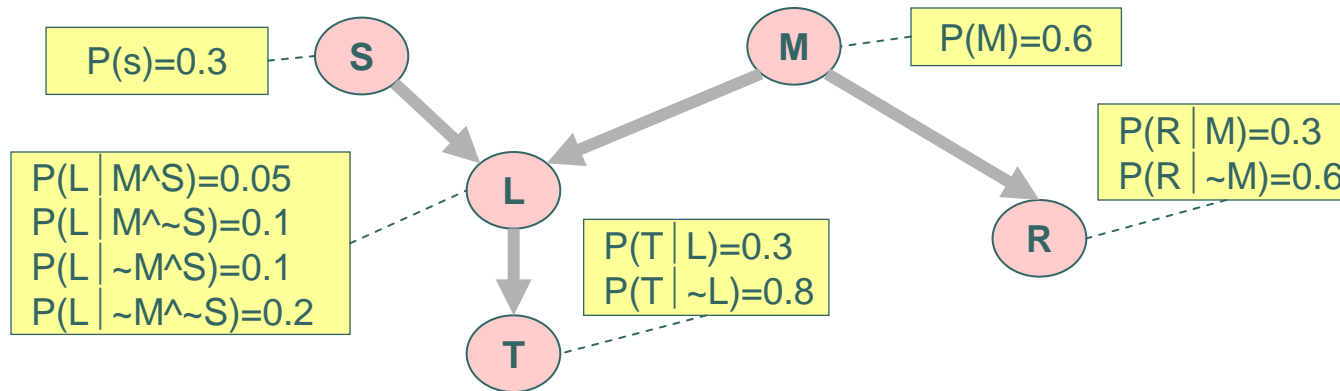 P(s)=0.3
S
M
P(M)=0.6
P(R|M)=0.3
P(R|~M)=0.6
P(L|M^S)=0.05
P(L|M^~S)=0.1
P(L|~M^S)=0.1
P(L|~M^~S)=0.2
L
P(T|L)=0.3
P(T|~L)=0.8
R
T